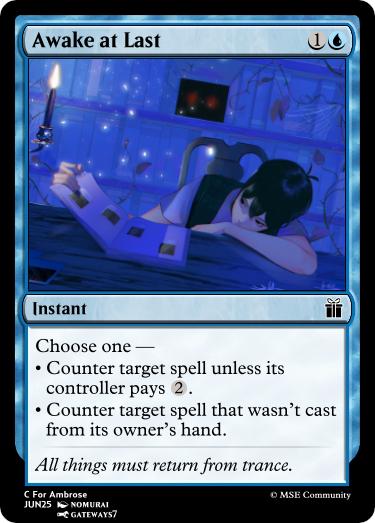 Awake at Last 1
Instant
Choose one —
• Counter target spell unless its
controller pays 2.
• Counter target spell that wasn't cast
from its owner's hand.
All things must return from trance.
C For Ambrose
JUN25 NOMURAI
GATEWAYS7
© MSE Community